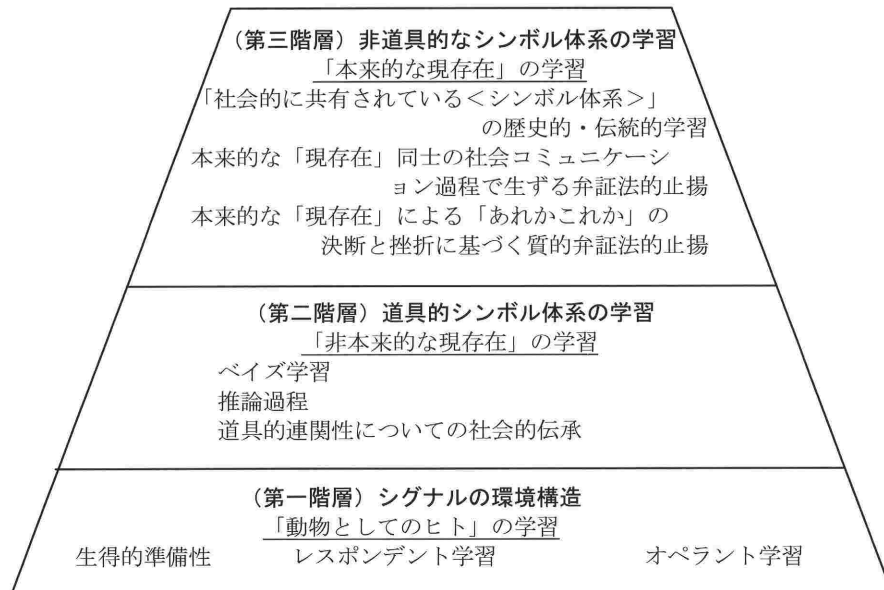 (第三階層)非道具的なシンボル体系の学習
「本来的な現存在」の学習
「社会的に共有されている<シンボル体系>」
の歴史的・伝統的学習
本来的な「現存在」同士の社会コミュニケーシ
ョン過程で生ずる弁証法的止揚
本来的な「現存在」による「あれかこれか」の
決断と挫折に基づく質的弁証法的止揚
(第二階層)道具的シンボル体系の学習
「非本来的な現存在」の学習
ベイズ学習
推論過程
道具的連関性についての社会的伝承
(第一階層)シグナルの環境構造
「動物としてのヒト」の学習
生得的準備性 レスポンデント学習 オペラント学習